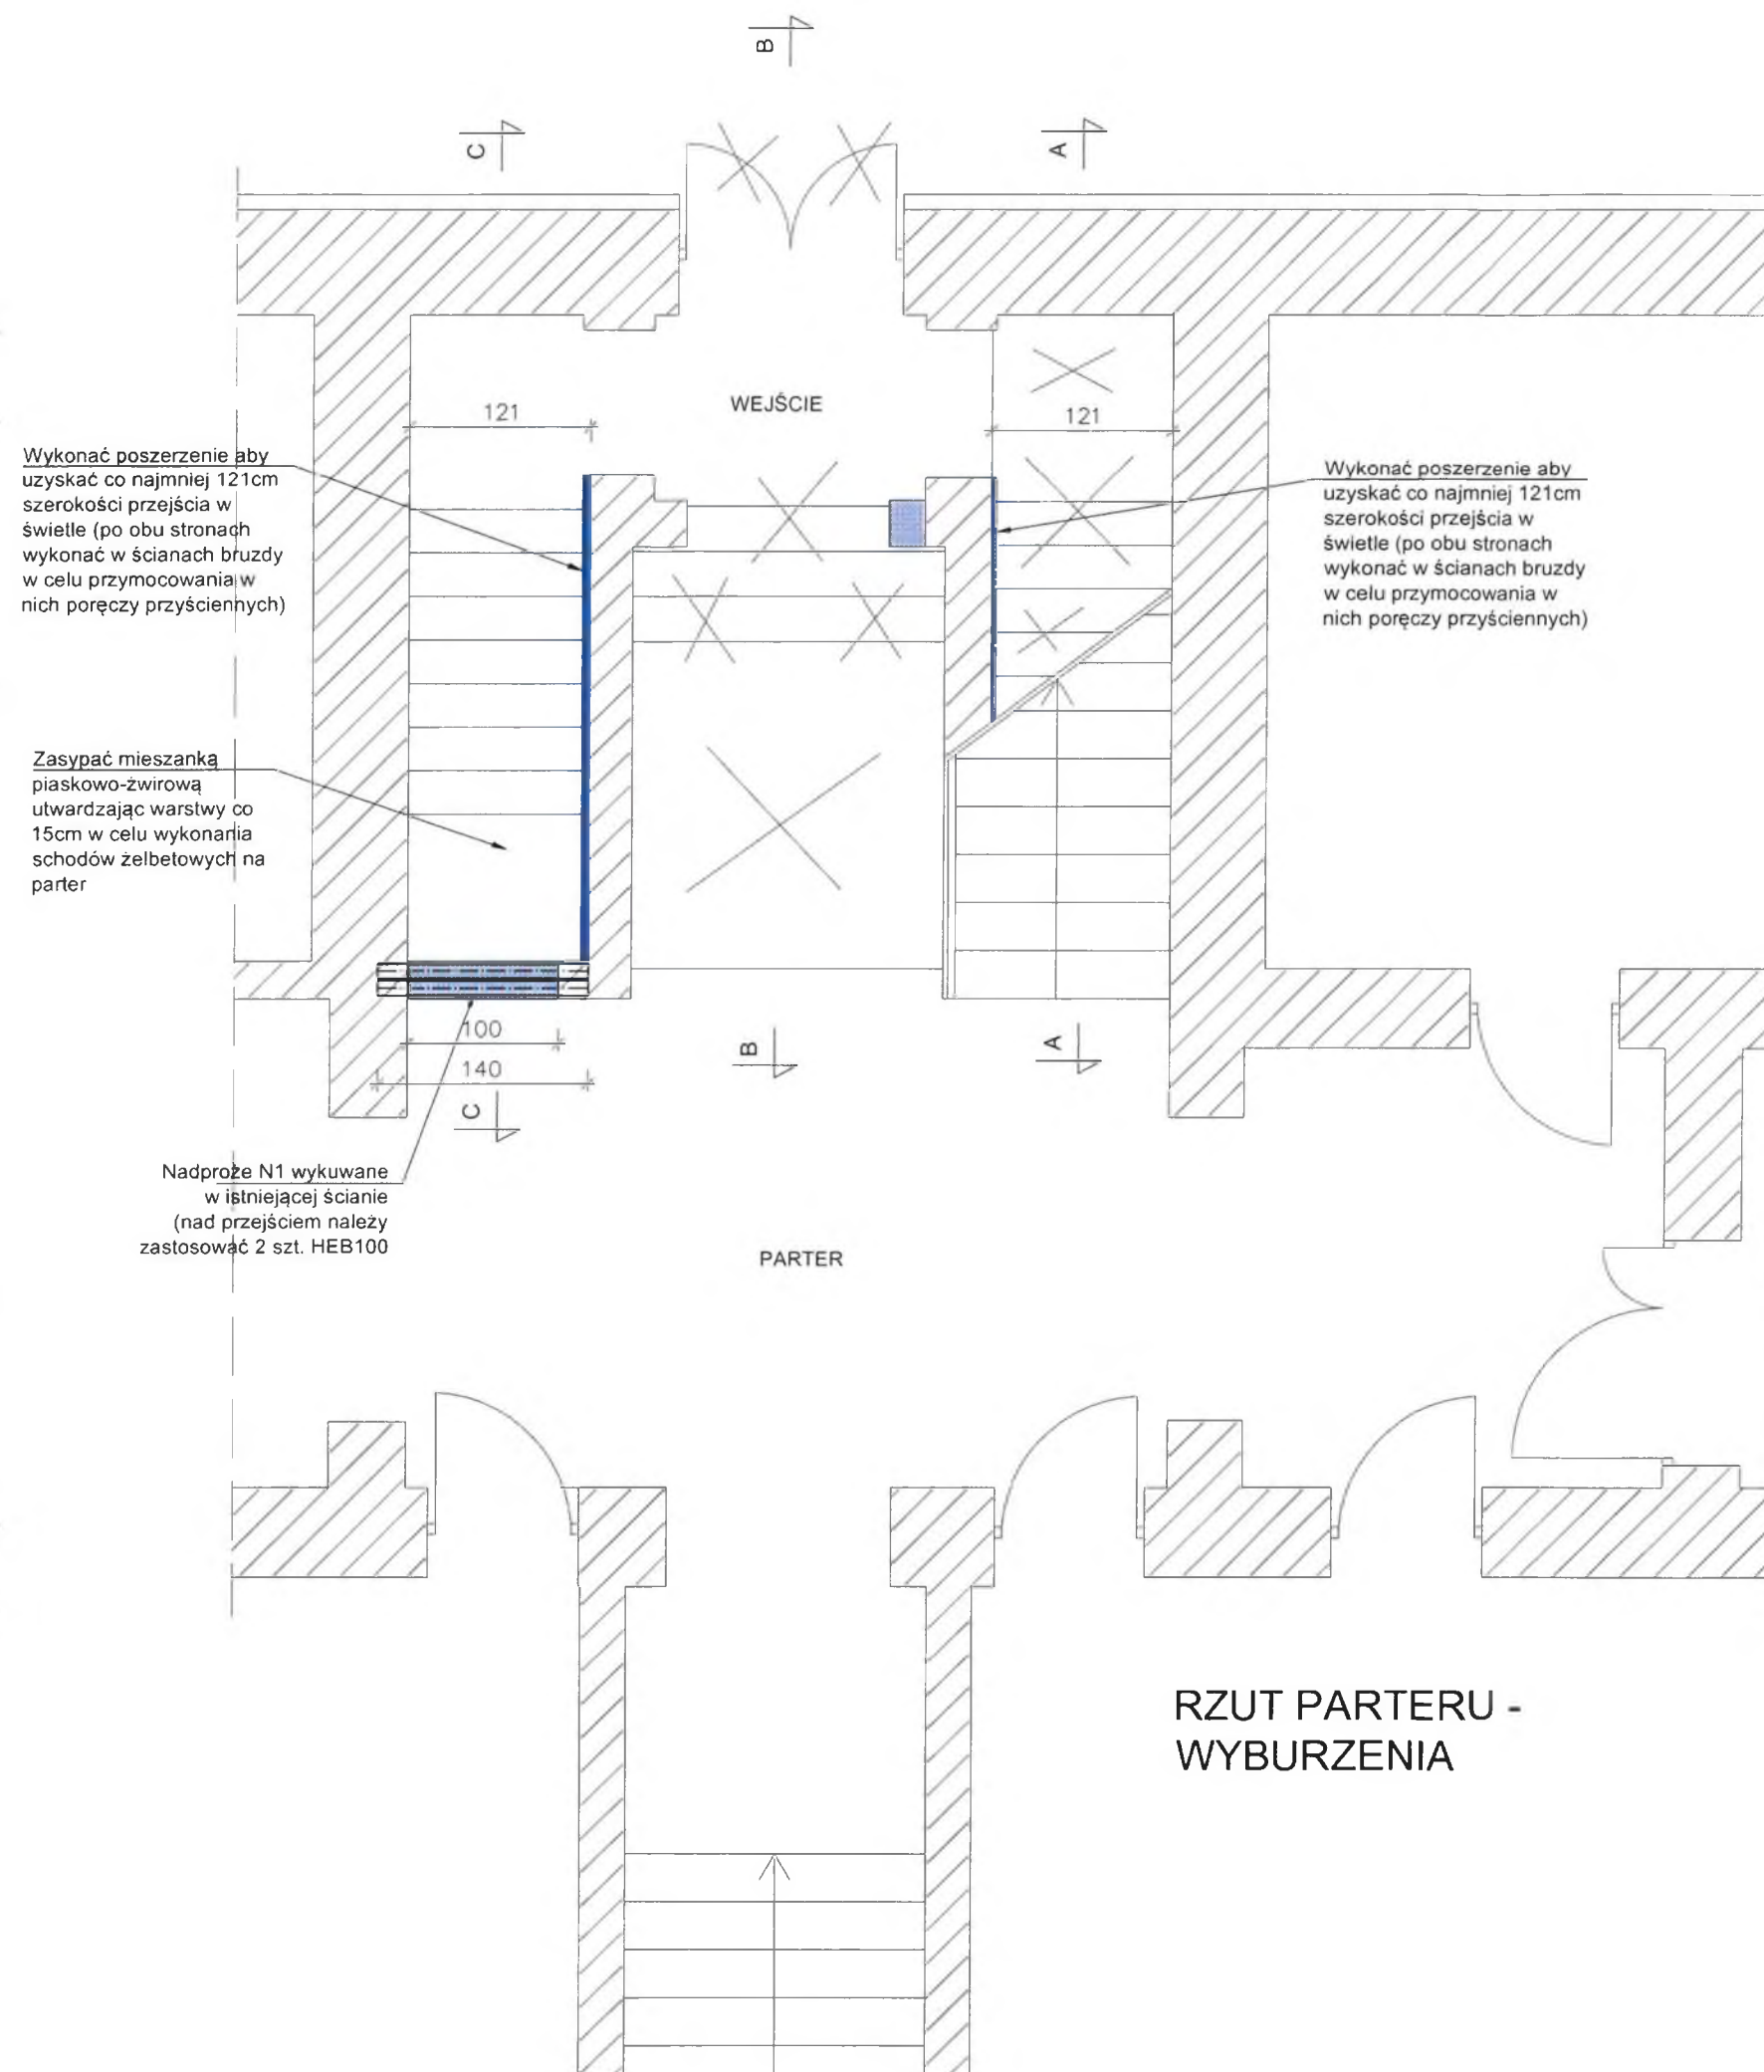 B
C
A
WEJŚCIE
121
121
Wykonać poszerzenie aby
uzyskać co najmniej 121cm
szerokości przejścia w
świetle (po obu stronach
wykonać w ścianach bruzdy
w celu przymocowania w
nich poręczy przyściennych)
Wykonać poszerzenie aby
uzyskać co najmniej 121cm
szerokości przejścia w
świetle (po obu stronach
wykonać w ścianach bruzdy
w celu przymocowania w
nich poręczy przyściennych)
Zasypać mieszanką
piaskowo-żwirową
utwardzając warstwy co
15cm w celu wykonania
schodów żelbetowych na
parter
100
140
B
A
C
Nadproże N1 wykuwane
w istniejącej ścianie
(nad przejściem należy
zastosować 2 szt. HEB100
PARTER
RZUT PARTERU -
WYBURZENIA